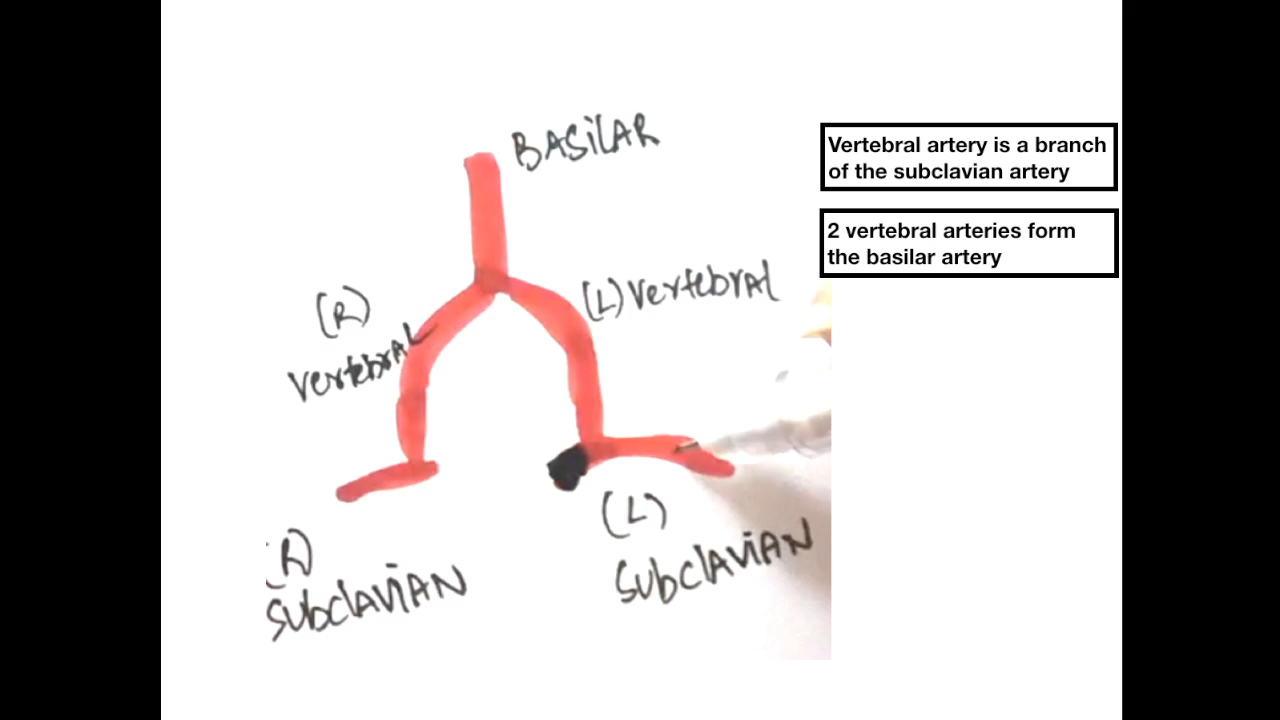 BASiLAR
Vertebral artery is a branch
of the subclavian artery
2 vertebral arteries form
the basilar artery
(L) vertebrAl
(R)
vertebrAL
(L)
subclAviAN
(R)
subclAviAN